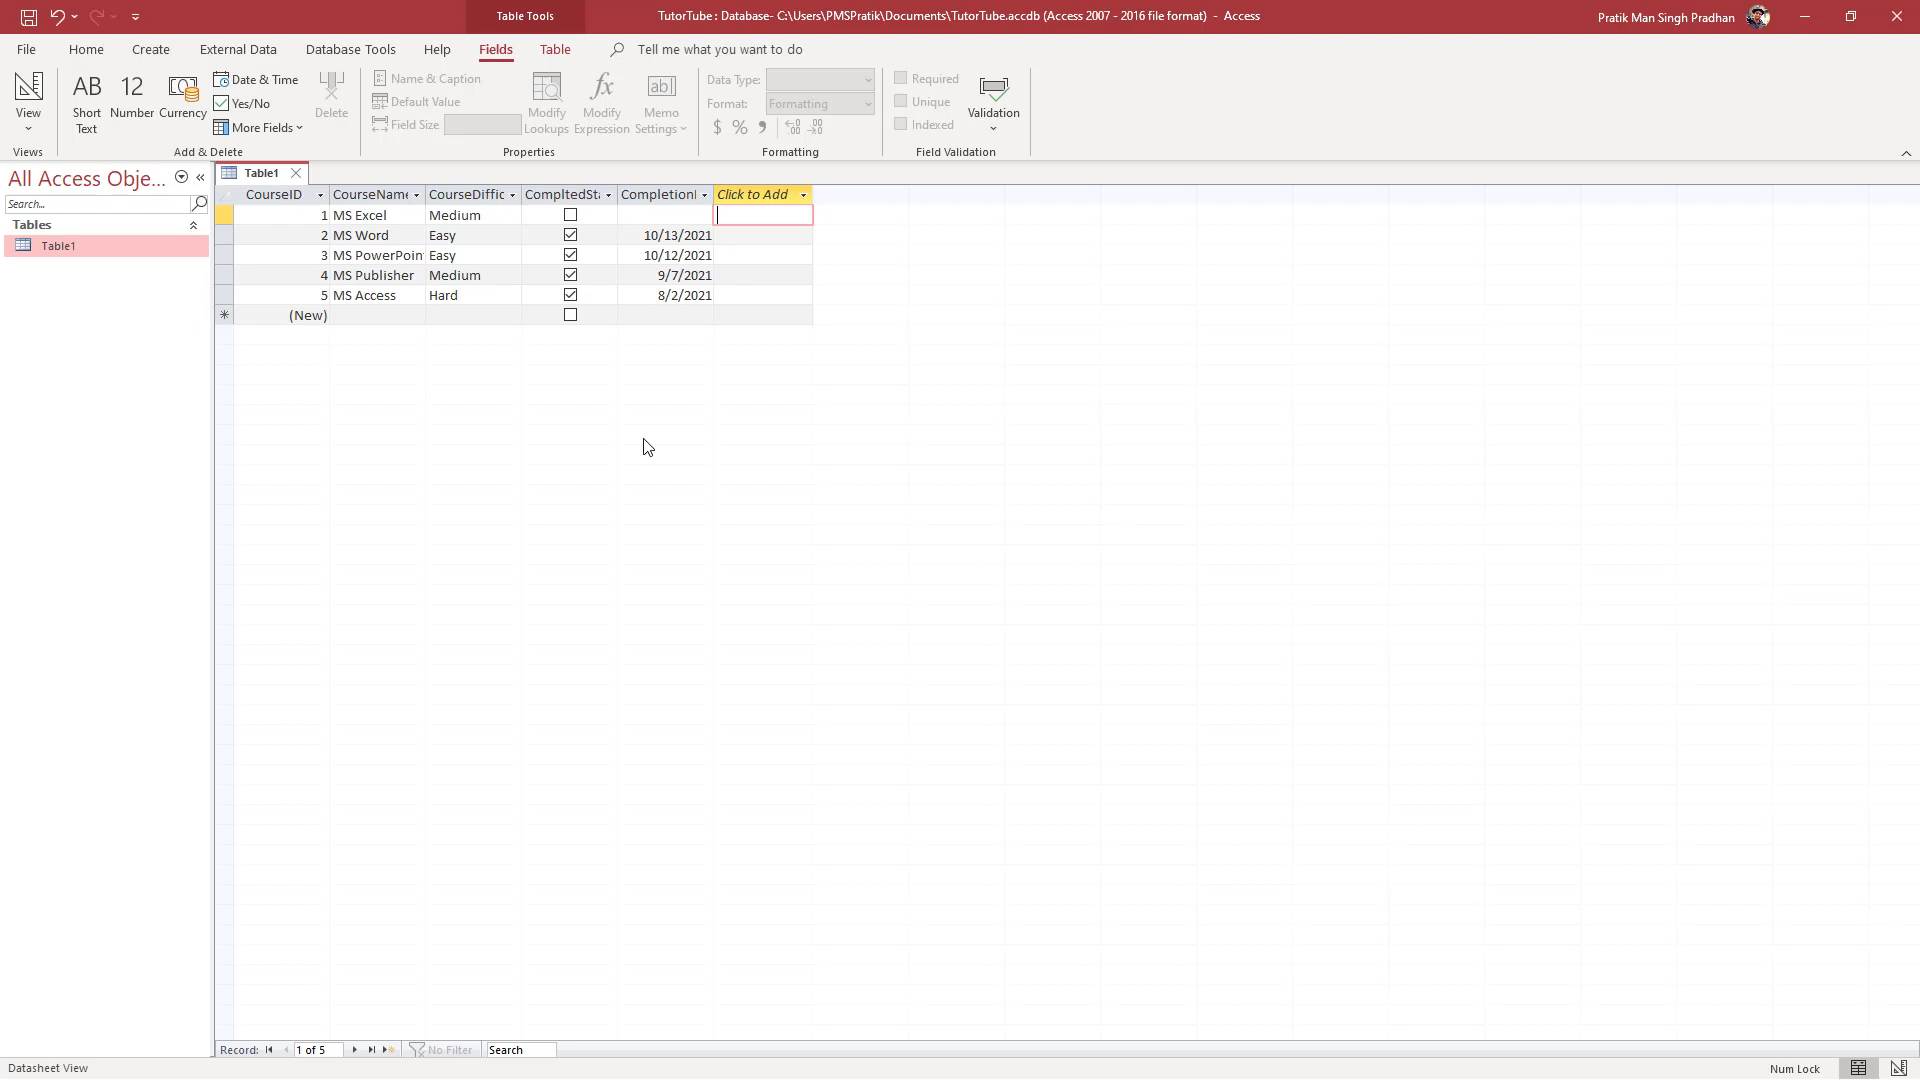 Table Tools
TutorTube : Database- C:\Users\PMSPratik\Documents\TutorTube.accdb (Access 2007 - 2016 file format) - Access
Pratik Man Singh Pradhan
File Home Create External Data Database Tools Help Fields Table Tell me what you want to do
View
Views
AB
Short
Text
12
Number
Currency
Date & Time
Yes/No
More Fields
Delete
Add & Delete
Name & Caption
Default Value
Field Size
Modify
Lookups
fx
Modify
Expression
ab|
Memo
Settings
Properties
Data Type:
Format: Formatting
$ % , .00
Formatting
Required
Unique
Indexed
Validation
Field Validation
All Access Obje...
Search...
Tables
Table1
Table1
CourseID CourseName CourseDiffic CompltedSta Completion Click to Add
1 MS Excel Medium
2 MS Word Easy 10/13/2021
3 MS PowerPoin Easy 10/12/2021
4 MS Publisher Medium 9/7/2021
5 MS Access Hard 8/2/2021
(New)
Record: 1 of 5 No Filter Search
Datasheet View
Num Lock